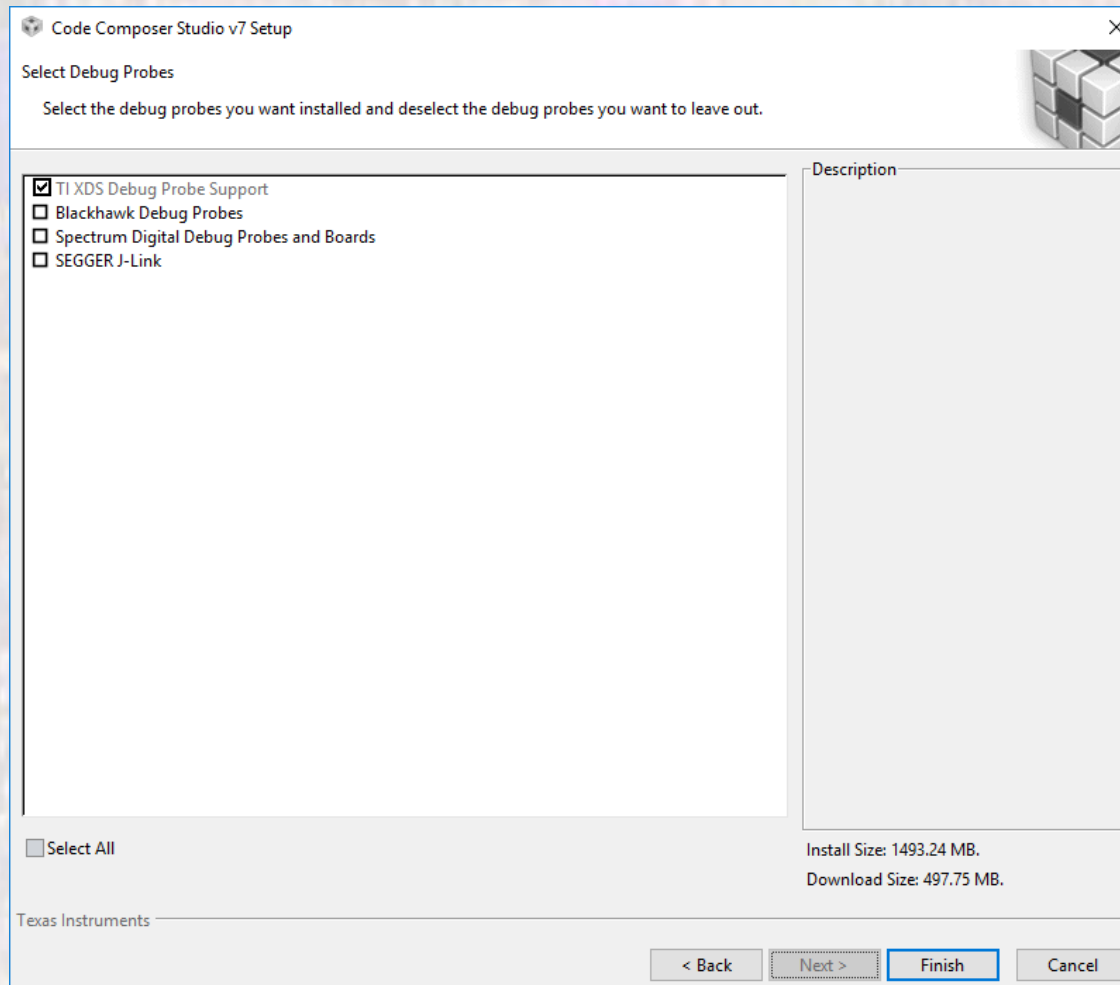 Code Composer Studio v7 Setup
Select Debug Probes
Select the debug probes you want installed and deselect the debug probes you want to leave out.
TI XDS Debug Probe Support
Blackhawk Debug Probes
Spectrum Digital Debug Probes and Boards
SEGGER J-Link
Description
Select All
Install Size: 1493.24 MB.
Download Size: 497.75 MB.
Texas Instruments
< Back Next > Finish Cancel